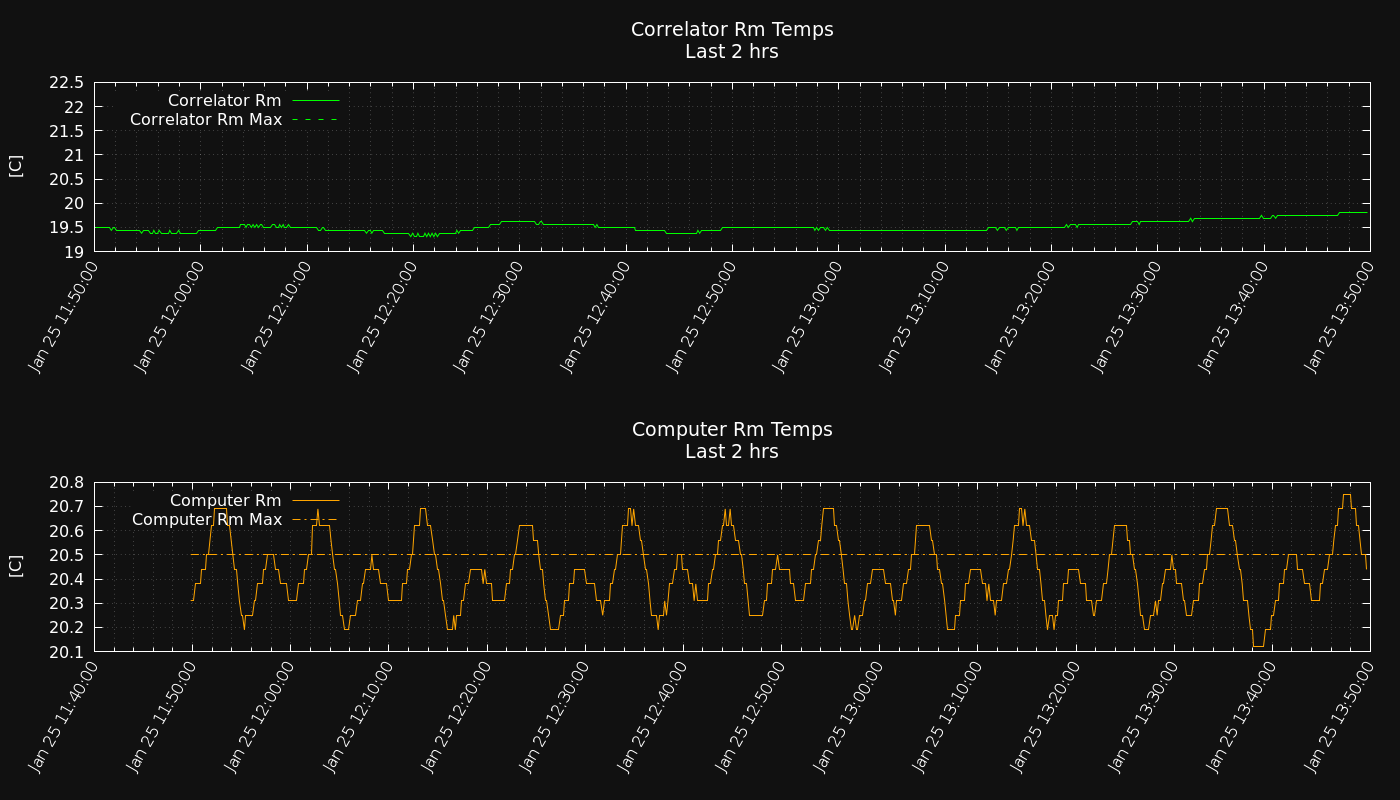 Correlator Rm Temps
Last 2 hrs
[C]
22.5
22
21.5
21
20.5
20
19.5
19
Correlator Rm
Correlator Rm Max
Jan 25 11:50:00
Jan 25 12:00:00
Jan 25 12:10:00
Jan 25 12:20:00
Jan 25 12:30:00
Jan 25 12:40:00
Jan 25 12:50:00
Jan 25 13:00:00
Jan 25 13:10:00
Jan 25 13:20:00
Jan 25 13:30:00
Jan 25 13:40:00
Jan 25 13:50:00
Computer Rm Temps
Last 2 hrs
[C]
20.8
20.7
20.6
20.5
20.4
20.3
20.2
20.1
Computer Rm
Computer Rm Max
Jan 25 11:40:00
Jan 25 11:50:00
Jan 25 12:00:00
Jan 25 12:10:00
Jan 25 12:20:00
Jan 25 12:30:00
Jan 25 12:40:00
Jan 25 12:50:00
Jan 25 13:00:00
Jan 25 13:10:00
Jan 25 13:20:00
Jan 25 13:30:00
Jan 25 13:40:00
Jan 25 13:50:00